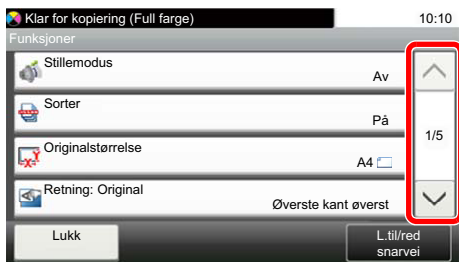 Klar for kopiering (Full farge)
10:10
Funksjoner
Stillemodus
Av
Sorter
På
1/5
Originalstørrelse
A4
Retning: Original
Øverste kant øverst
Lukk
L.til/red
snarvei